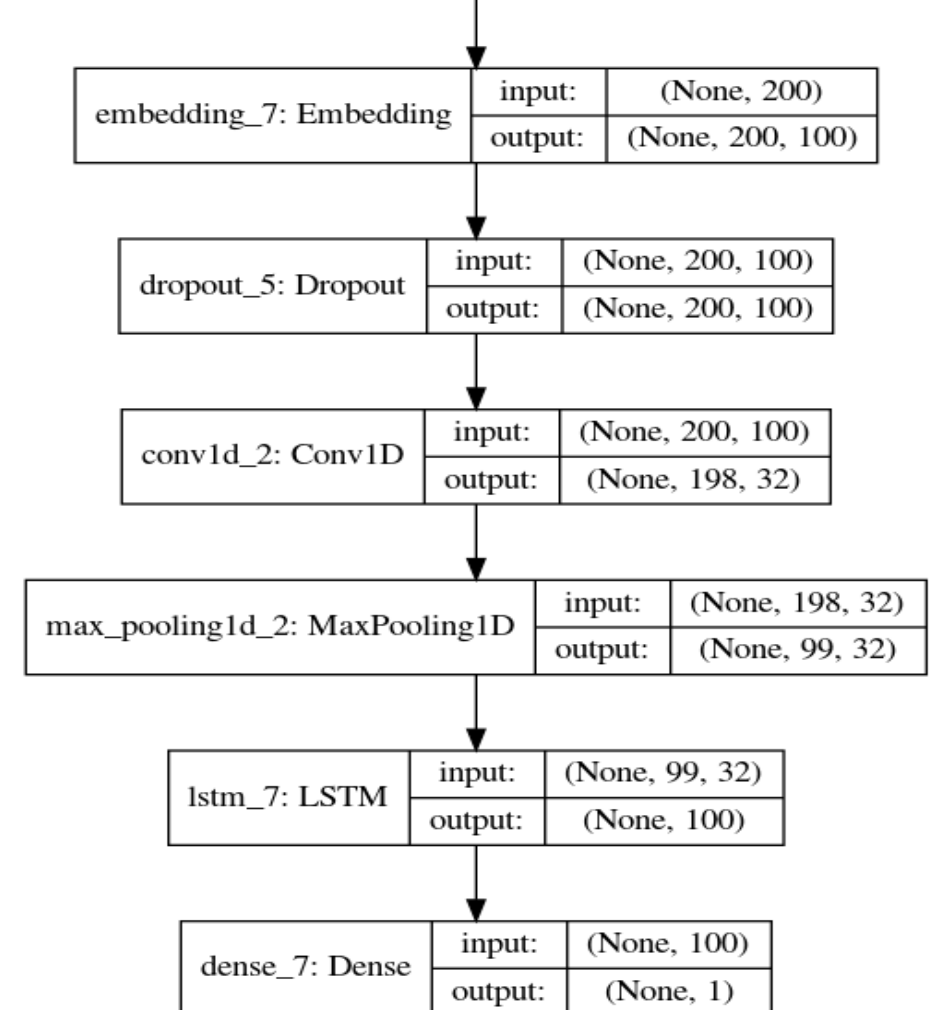 embedding_7: Embedding
input: (None, 200)
output: (None, 200, 100)
dropout_5: Dropout
input: (None, 200, 100)
output: (None, 200, 100)
conv1d_2: Conv1D
input: (None, 200, 100)
output: (None, 198, 32)
max_pooling1d_2: MaxPooling1D
input: (None, 198, 32)
output: (None, 99, 32)
lstm_7: LSTM
input: (None, 99, 32)
output: (None, 100)
dense_7: Dense
input: (None, 100)
output: (None, 1)